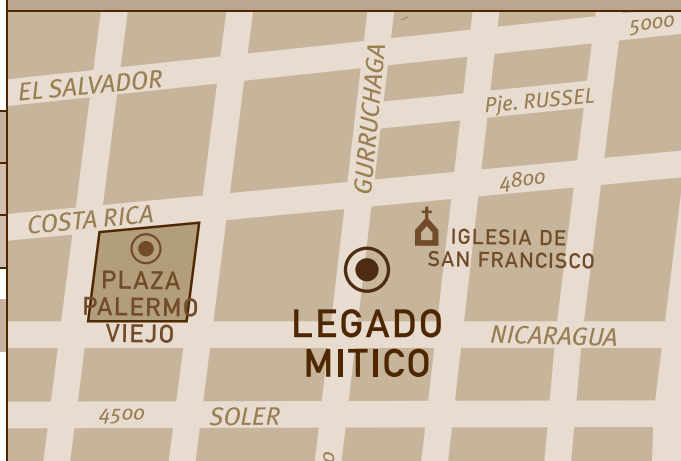 5000
EL SALVADOR
GURRUCHAGA
Pje. RUSSEL
4800
COSTA RICA
IGLESIA DE
SAN FRANCISCO
PLAZA
PALERMO
VIEJO
LEGADO
MITICO
NICARAGUA
4500
SOLER